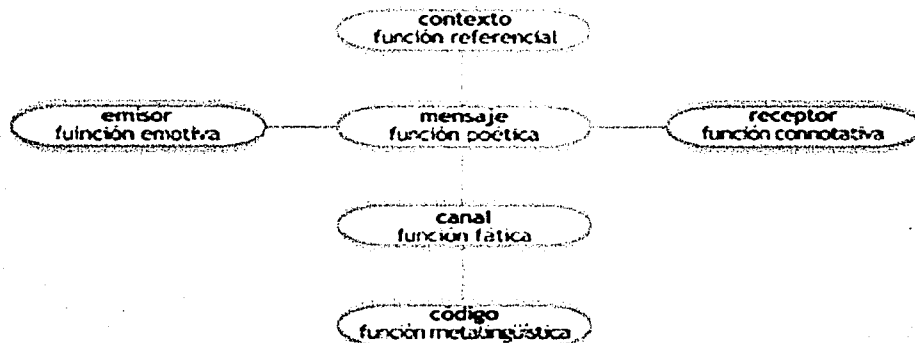 contexto
función referencial
emisor
fuinción emotiva
mensaje
función poética
receptor
función connotativa
canal
función fática
código
función metalingüística